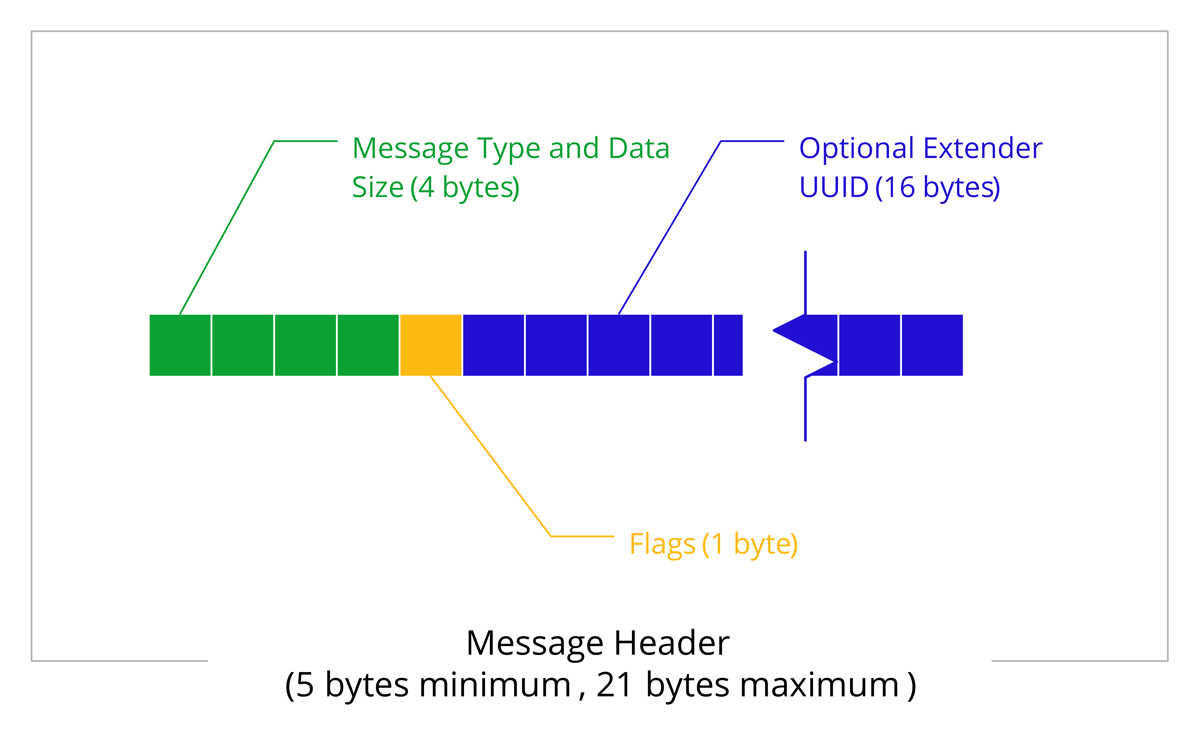 Message Type and Data
Size (4 bytes)
Optional Extender
UUID (16 bytes)
Flags (1 byte)
Message Header
(5 bytes minimum , 21 bytes maximum )